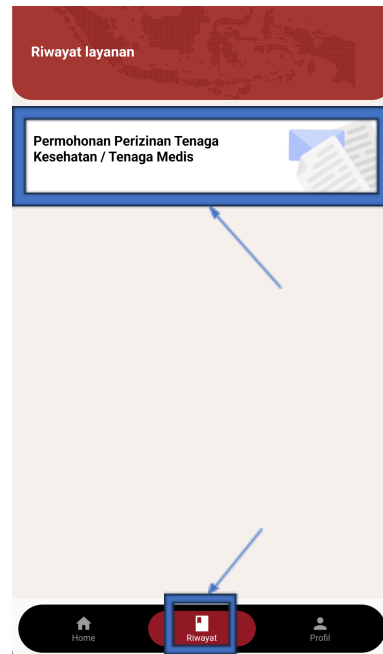 Riwayat layanan
Permohonan Perizinan Tenaga
Kesehatan / Tenaga Medis
Home
Riwayat
Profil